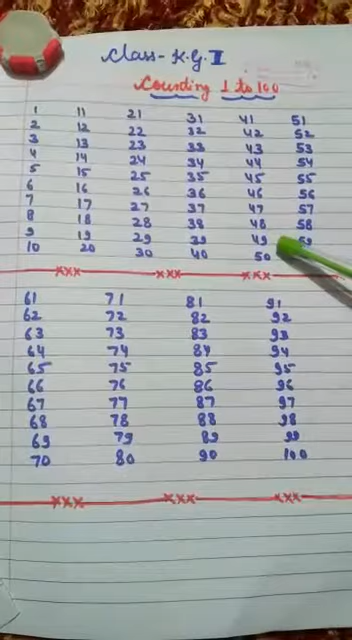 Class- K.G II
Counting 1 to 100
1 11 21 31 41 51
2 12 22 32 42 52
3 13 23 33 43 53
4 14 24 34 44 54
5 15 25 35 45 55
6 16 26 36 46 56
7 17 27 37 47 57
8 18 28 38 48 58
9 19 29 39 49 59
10 20 30 40 50
xxx xxx xxx
61 71 81 91
62 72 82 92
63 73 83 93
64 74 84 94
65 75 85 95
66 76 86 96
67 77 87 97
68 78 88 98
69 79 89 99
70 80 90 100
xxx xxx xxx